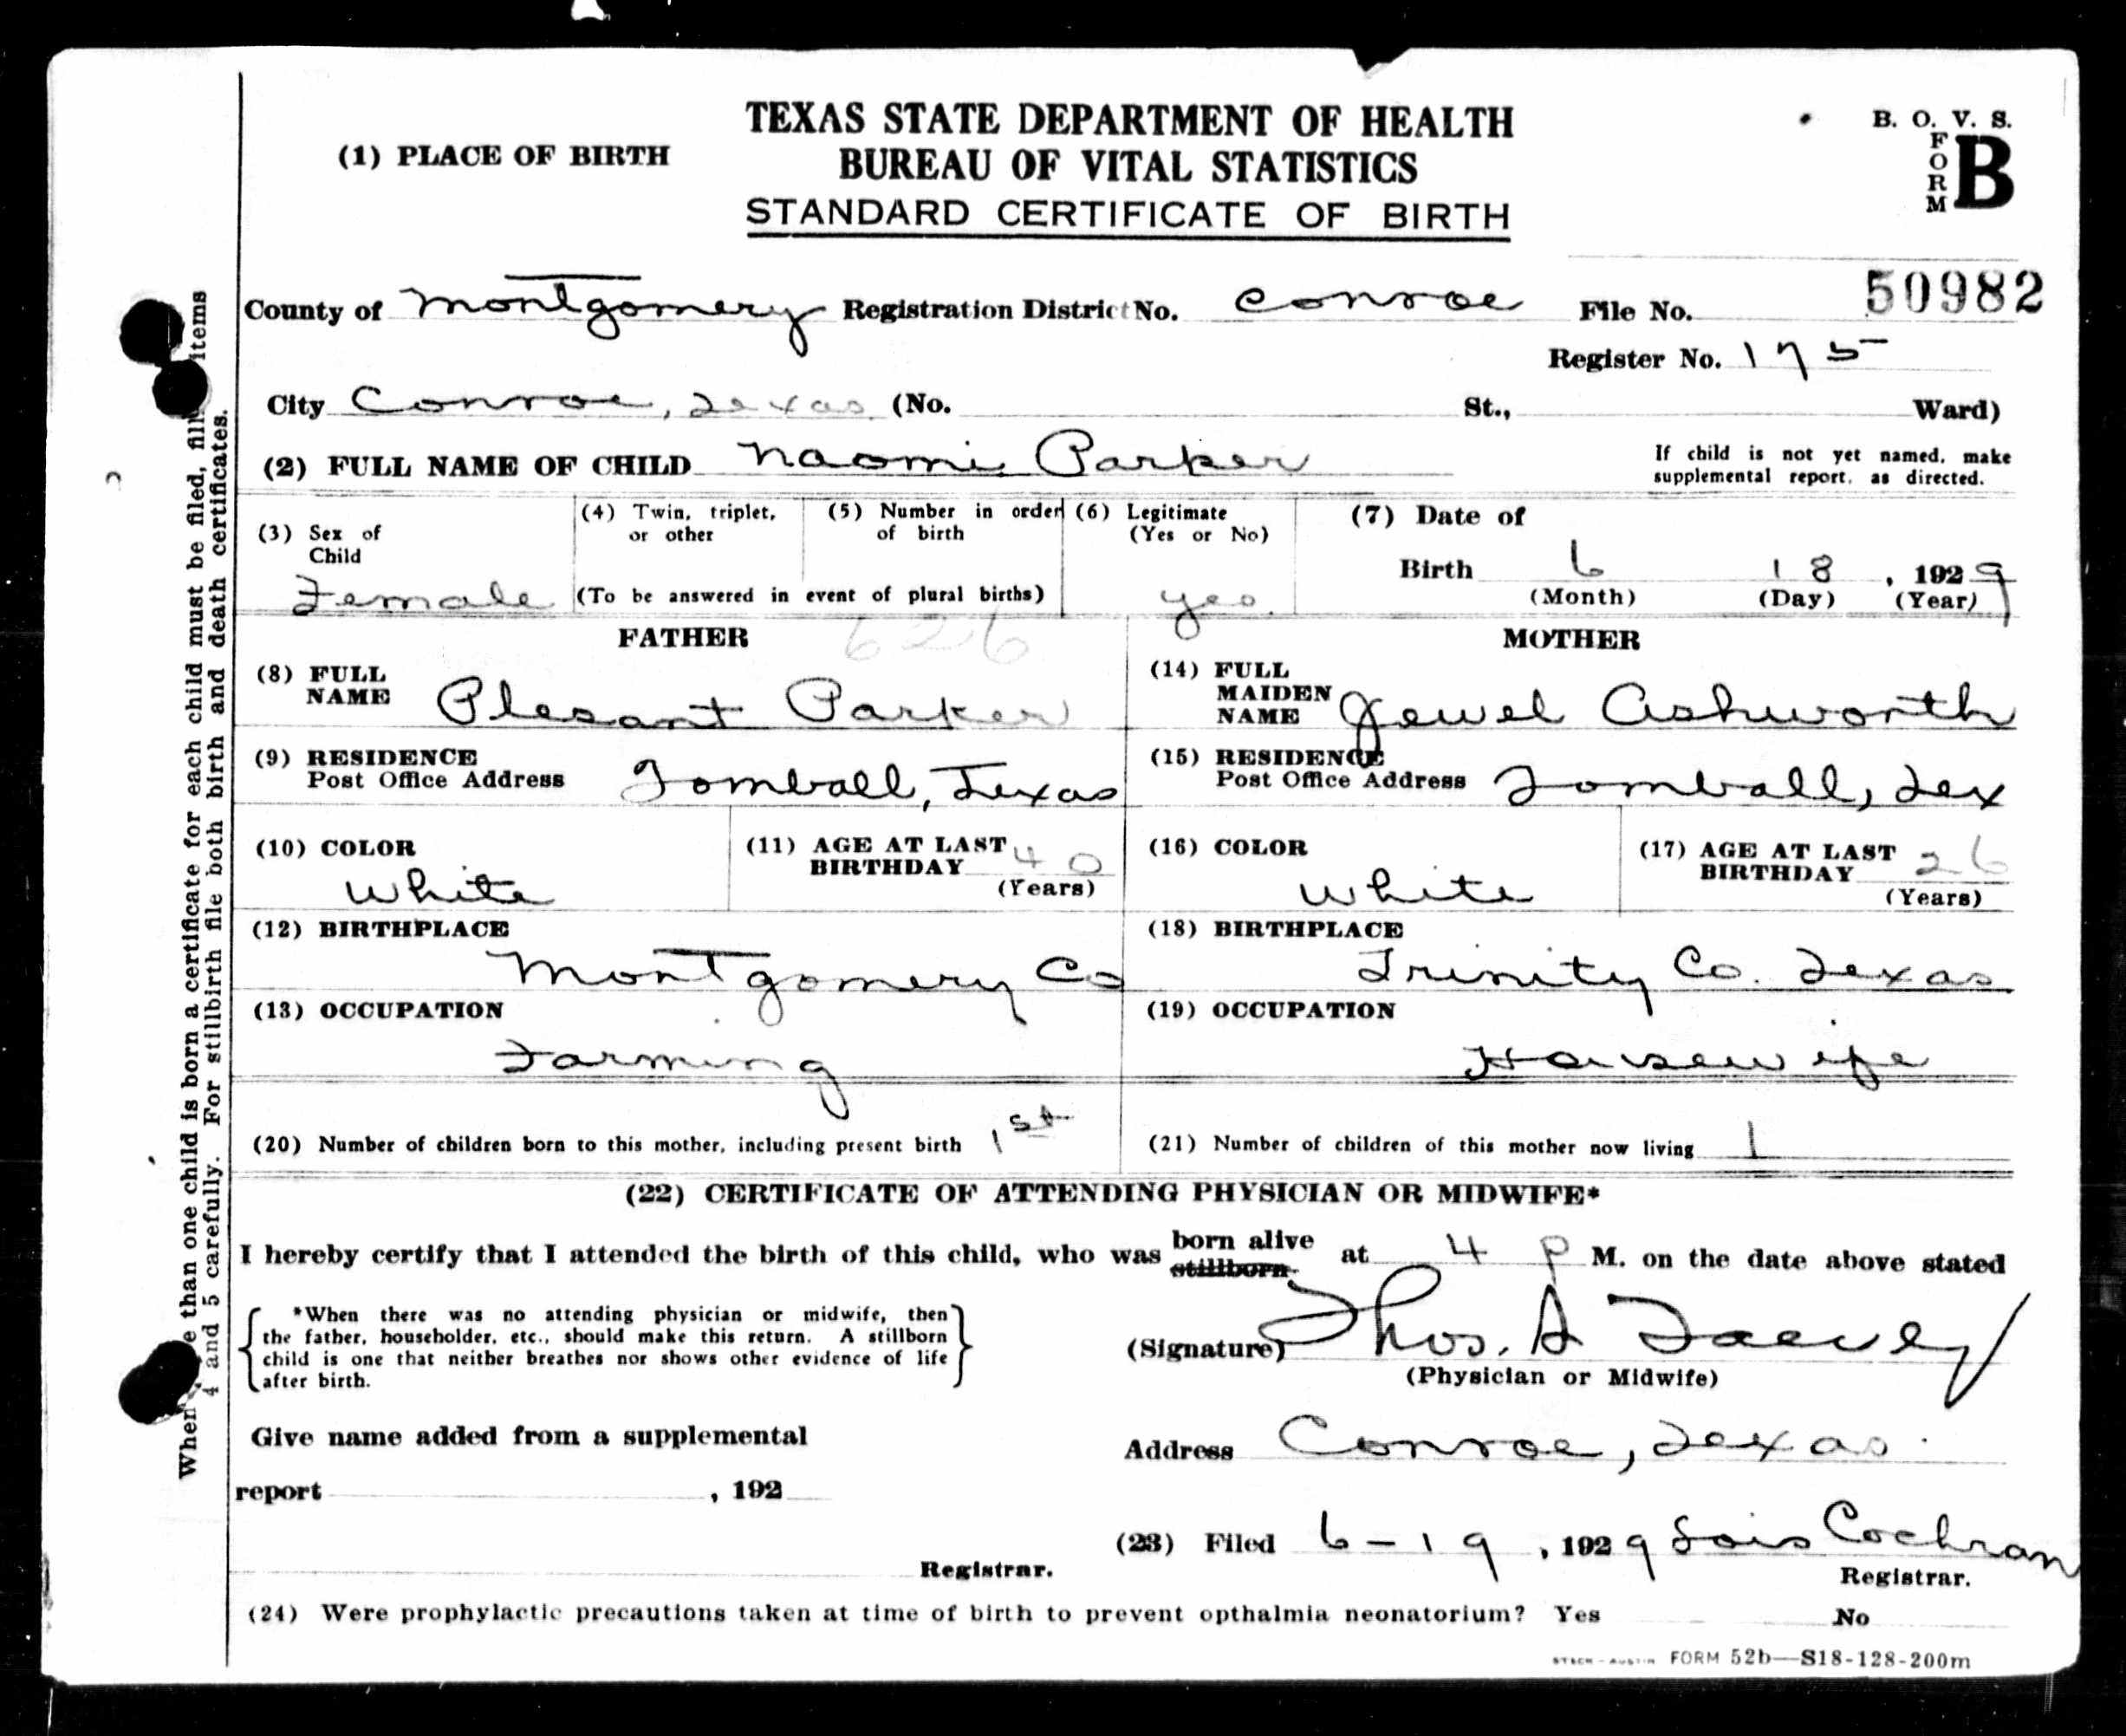 TEXAS STATE DEPARTMENT OF HEALTH
BUREAU OF VITAL STATISTICS
STANDARD CERTIFICATE OF BIRTH
B. O. V. S.
FORM B
(1) PLACE OF BIRTH
County of Montgomery Registration District No. Conroe File No. 50982
Register No. 175
City Conroe, Texas (No. St., Ward)
(2) FULL NAME OF CHILD Naomi Parker
If child is not yet named, make
supplemental report, as directed.
(3) Sex of
Child
Female
(4) Twin, triplet,
or other
(5) Number in order
of birth
(To be answered in event of plural births)
(6) Legitimate
(Yes or No)
yes
(7) Date of
Birth 6 18, 1929
(Month) (Day) (Year)
626
FATHER
(8) FULL
NAME Plesant Parker
(9) RESIDENCE
Post Office Address Tomball, Texas
(10) COLOR
White
(11) AGE AT LAST
BIRTHDAY 40
(Years)
(12) BIRTHPLACE
Montgomery Co
(13) OCCUPATION
Farming
MOTHER
(14) FULL
MAIDEN
NAME Jewel Ashworth
(15) RESIDENCE
Post Office Address Tomball, Tex
(16) COLOR
White
(17) AGE AT LAST
BIRTHDAY 26
(Years)
(18) BIRTHPLACE
Trinity Co. Texas
(19) OCCUPATION
Housewife
(20) Number of children born to this mother, including present birth 1st
(21) Number of children of this mother now living 1
(22) CERTIFICATE OF ATTENDING PHYSICIAN OR MIDWIFE*
I hereby certify that I attended the birth of this child, who was born alive stillborn at 4 P M. on the date above stated
*When there was no attending physician or midwife, then
the father, householder, etc., should make this return. A stillborn
child is one that neither breathes nor shows other evidence of life
after birth.
(Signature) Thos. A
(Physician or Midwife)
Give name added from a supplemental
report , 192
Registrar.
Address Conroe, Texas.
(23) Filed 6-19, 1929 Lois Cochran
Registrar.
(24) Were prophylactic precautions taken at time of birth to prevent opthalmia neonatorium? Yes No
FORM 52b—S18-128-200m
When than one child is born a certificate for each child must be filed, items
4 and 5 carefully. For stillbirth file both birth and death certificates.